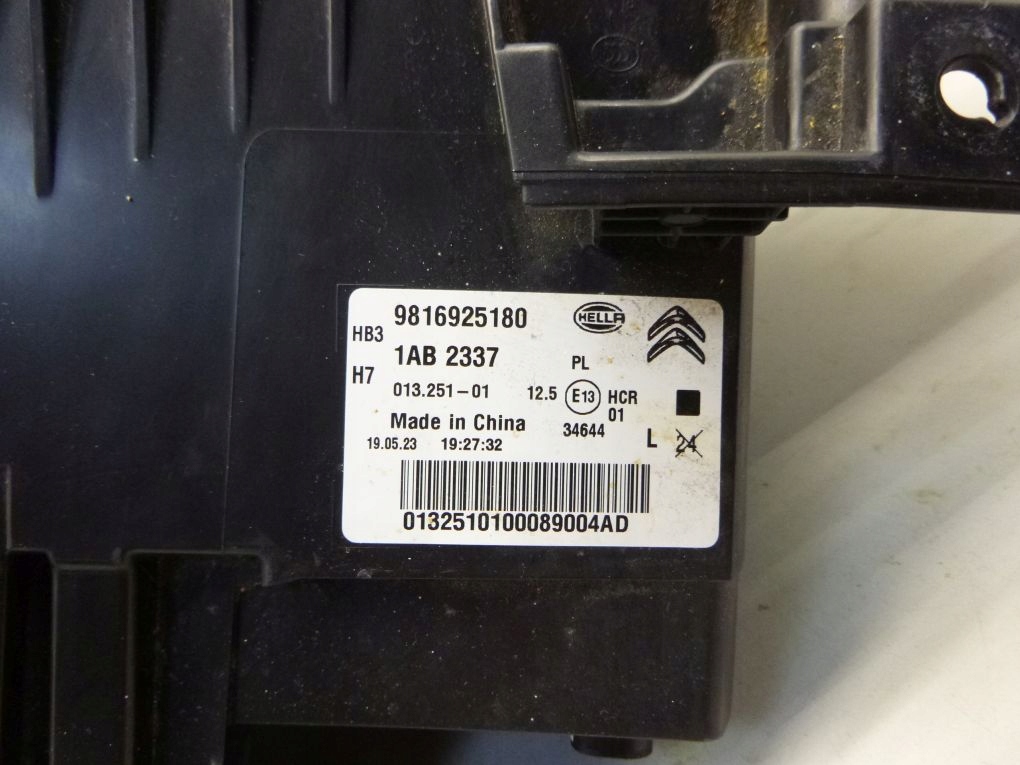 9816925180
HELLA
HB3
1AB 2337
PL
H7
013.251-01
12.5 E13 HCR
01
Made in China
34644
L 24
19.05.23 19:27:32
0132510100089004AD